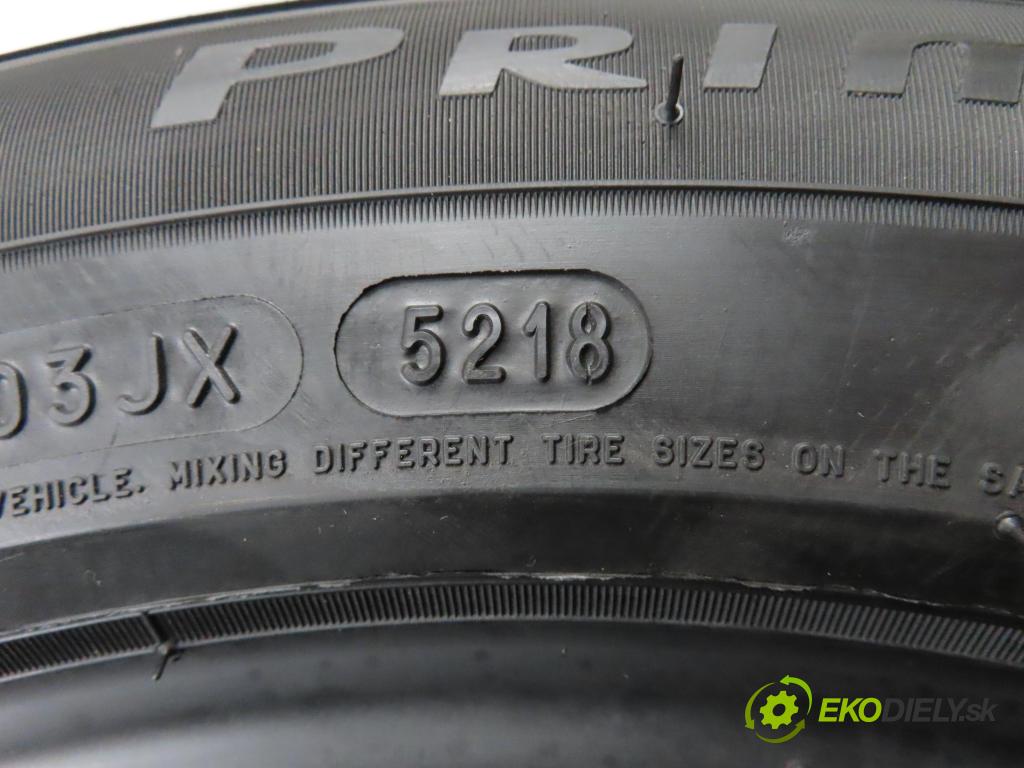 PRI
03JX 5218
VEHICLE. MIXING DIFFERENT TIRE SIZES ON THE SA
EKODIELY.sk